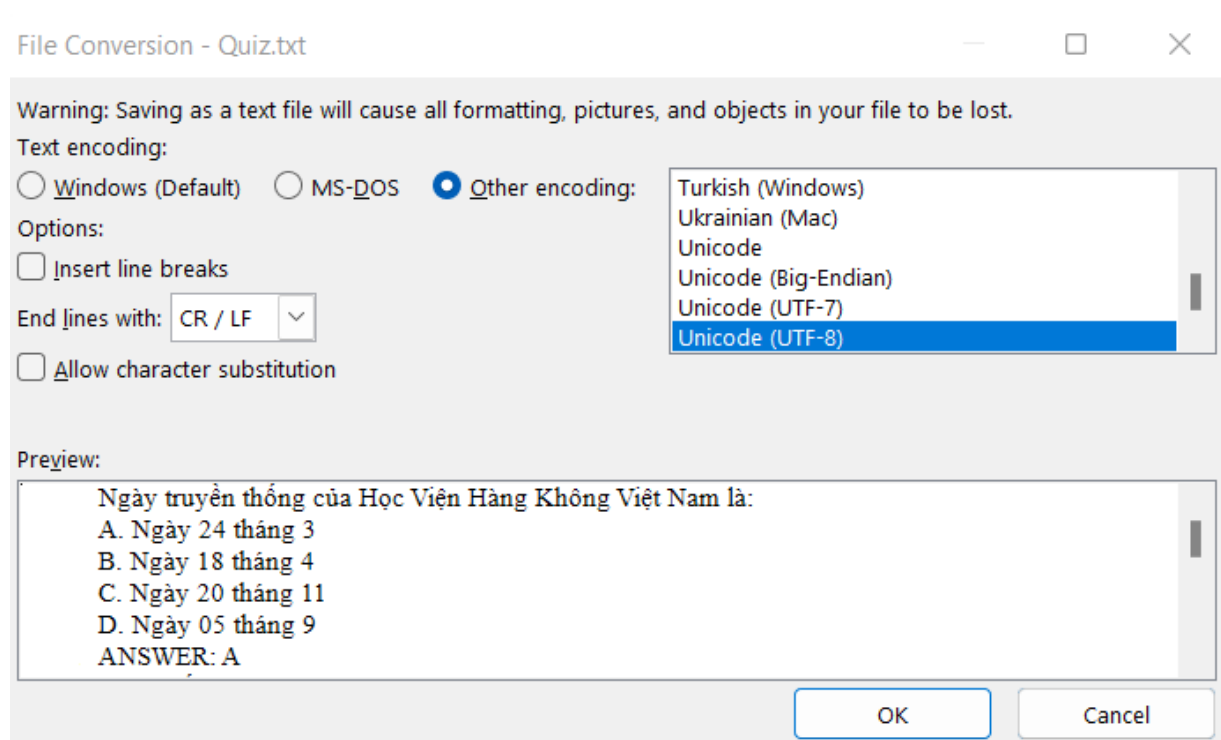 File Conversion - Quiz.txt
Warning: Saving as a text file will cause all formatting, pictures, and objects in your file to be lost.
Text encoding:
Windows (Default) MS-DOS Other encoding:
Turkish (Windows)
Ukrainian (Mac)
Unicode
Unicode (Big-Endian)
Unicode (UTF-7)
Unicode (UTF-8)
Options:
Insert line breaks
End lines with: CR / LF
Allow character substitution
Preview:
Ngày truyền thống của Học Viện Hàng Không Việt Nam là:
A. Ngày 24 tháng 3
B. Ngày 18 tháng 4
C. Ngày 20 tháng 11
D. Ngày 05 tháng 9
ANSWER: A
OK Cancel